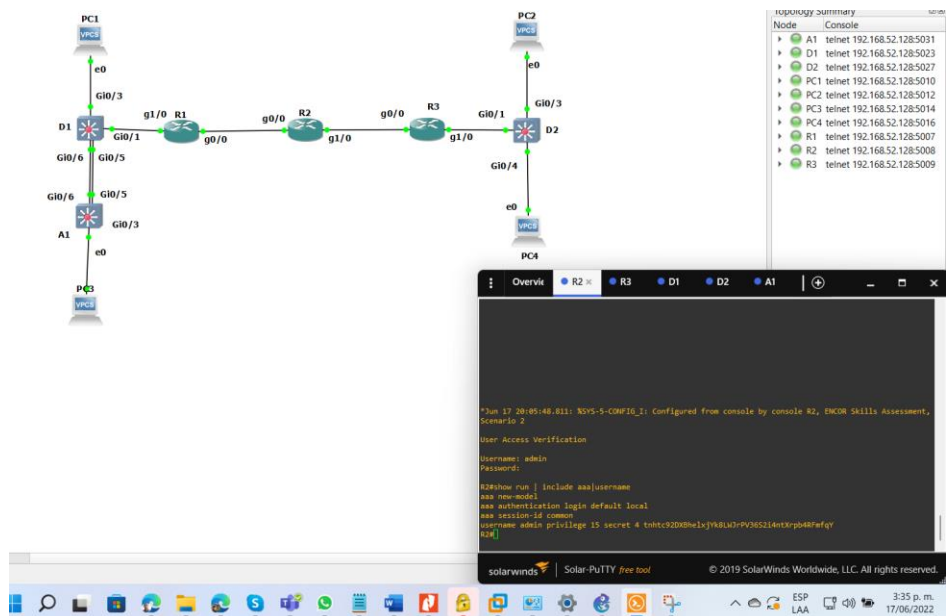 PC1
VPCS
e0
Gi0/3
D1
Gi0/1
g1/0 R1
g0/0
R2
g0/0
g1/0
R3
g0/0
g1/0
Gi0/6 Gi0/5
Gi0/6 Gi0/5
Gi0/3
A1
e0
PC3
VPCS
PC2
VPCS
e0
Gi0/3
Gi0/1
D2
Gi0/4
e0
VPCS
PC4
Topology Summary
Node Console
A1 telnet 192.168.52.128:5031
D1 telnet 192.168.52.128:5023
D2 telnet 192.168.52.128:5027
PC1 telnet 192.168.52.128:5010
PC2 telnet 192.168.52.128:5012
PC3 telnet 192.168.52.128:5014
PC4 telnet 192.168.52.128:5016
R1 telnet 192.168.52.128:5007
R2 telnet 192.168.52.128:5008
R3 telnet 192.168.52.128:5009
Overvie R2 R3 D1 D2 A1
*Jun 17 20:05:48.811: %SYS-5-CONFIG_I: Configured from console by console R2, ENCOR Skills Assessment,
Scenario 2
User Access Verification
Username: admin
Password:
R2#show run | include aaa|username
aaa new-model
aaa authentication login default local
aaa session-id common
username admin privilege 15 secret 4 tnhtc92DXBhelxjYk8LWJrPV36S2i4ntXrpb4RFmfqY
R2#
solarwinds Solar-PuTTY free tool © 2019 SolarWinds Worldwide, LLC. All rights reserved.
ESP
LAA
3:35 p. m.
17/06/2022